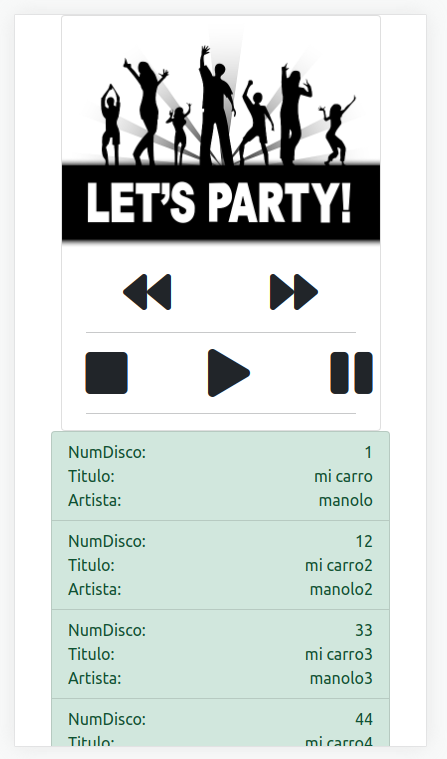 LET'S PARTY!
NumDisco: 1
Titulo: mi carro
Artista: manolo
NumDisco: 12
Titulo: mi carro2
Artista: manolo2
NumDisco: 33
Titulo: mi carro3
Artista: manolo3
NumDisco: 44
Titulo: mi carro4